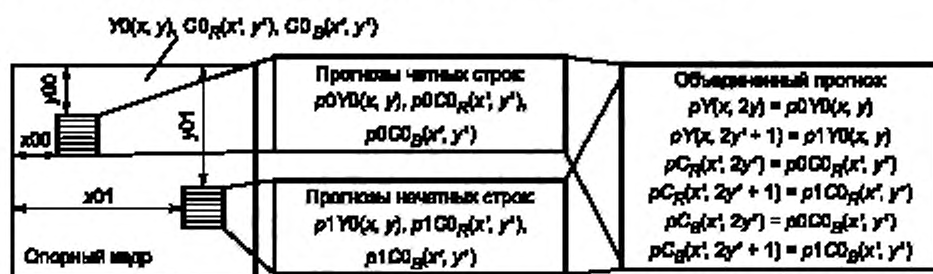 Y0(x, y), C0R(x', y'), C0B(x', y')
y00
x00
y01
x01
Опорный кадр
Прогнозы четных строк:
p0Y0(x, y), p0C0R(x', y'),
p0C0B(x', y')
Прогнозы нечетных строк:
p1Y0(x, y), p1C0R(x', y'),
p1C0B(x', y')
Объединенный прогноз:
pY(x, 2y) = p0Y0(x, y)
pY(x, 2y' + 1) = p1Y0(x, y)
pCR(x', 2y') = p0C0R(x', y')
pCR(x', 2y' + 1) = p1C0R(x', y')
pCB(x', 2y') = p0C0B(x', y')
pCB(x', 2y' + 1) = p1C0B(x', y')